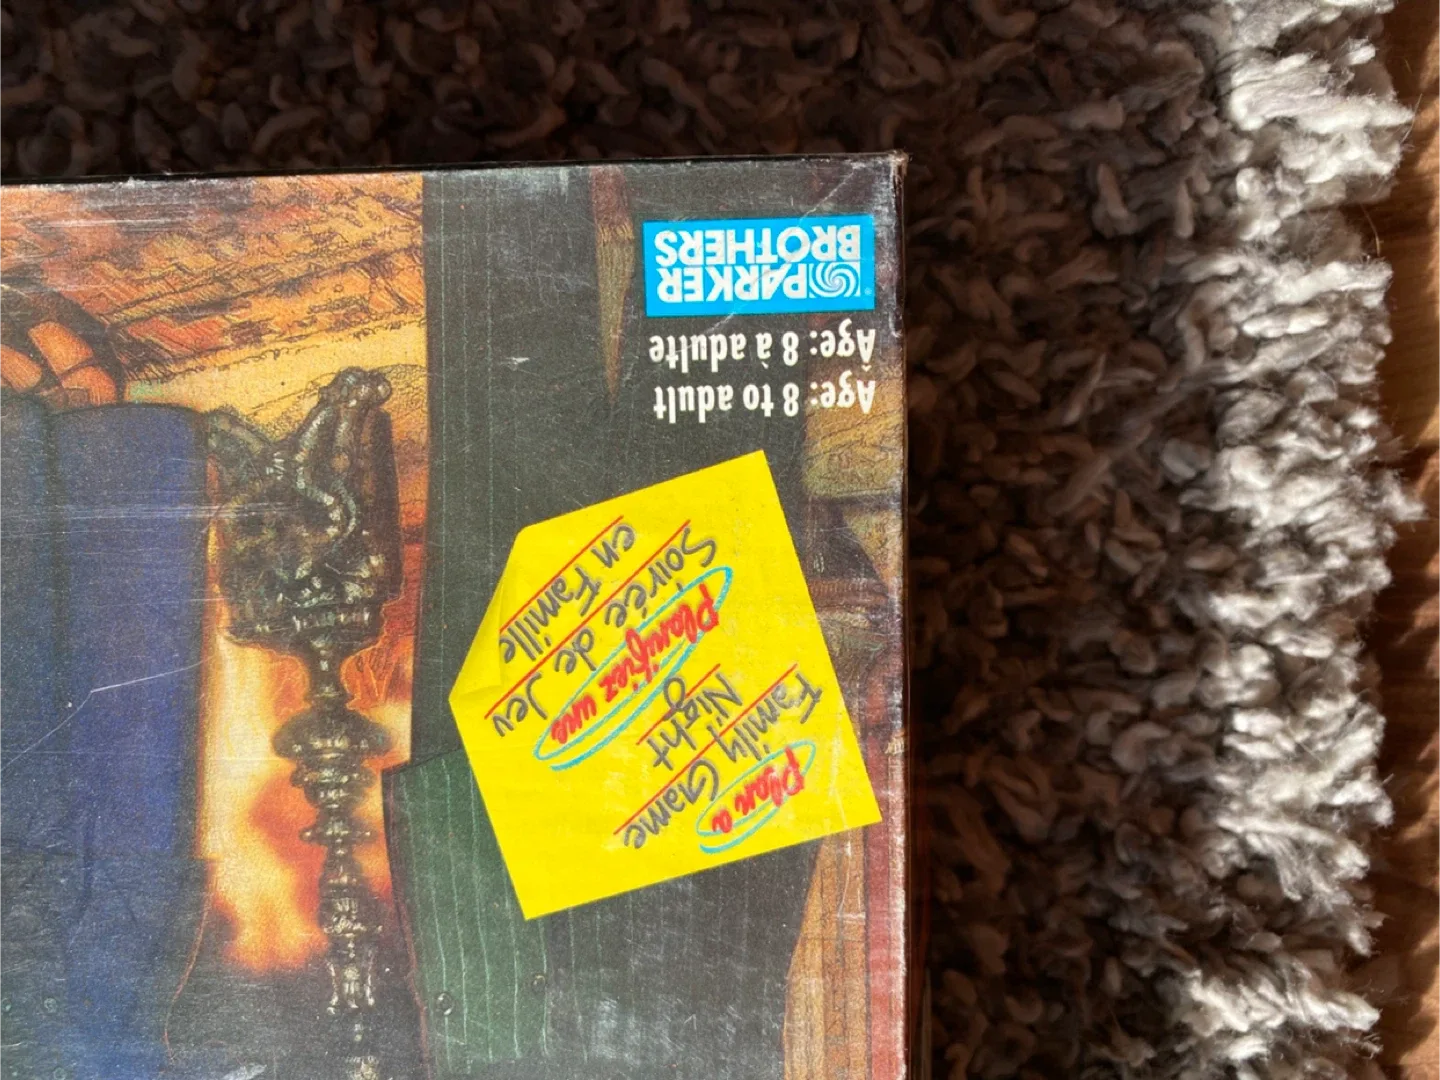 Plan a
Family Game
Night
Planifiez une
Soirée de Jeu
en Famille
Age: 8 to adult
Âge: 8 à adulte
PARKER
BROTHERS